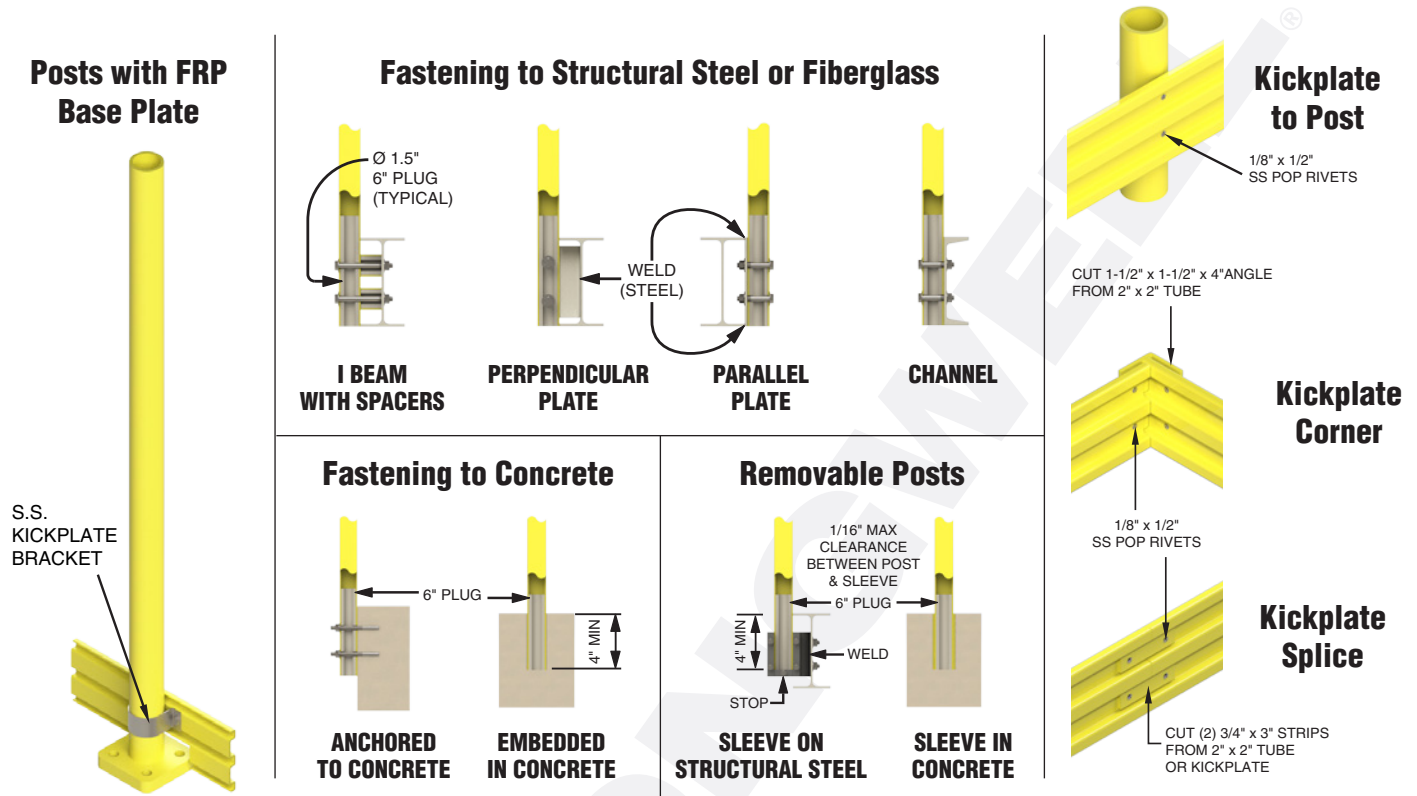 Posts with FRP
Base Plate
S.S.
KICKPLATE
BRACKET
Fastening to Structural Steel or Fiberglass
Ø 1.5"
6" PLUG
(TYPICAL)
WELD
(STEEL)
I BEAM
WITH SPACERS
PERPENDICULAR
PLATE
PARALLEL
PLATE
CHANNEL
Fastening to Concrete
6" PLUG
4" MIN
ANCHORED
TO CONCRETE
EMBEDDED
IN CONCRETE
Removable Posts
1/16" MAX
CLEARANCE
BETWEEN POST
& SLEEVE
6" PLUG
4" MIN
WELD
STOP
SLEEVE ON
STRUCTURAL STEEL
SLEEVE IN
CONCRETE
Kickplate
to Post
1/8" x 1/2"
SS POP RIVETS
CUT 1-1/2" x 1-1/2" x 4"ANGLE
FROM 2" x 2" TUBE
Kickplate
Corner
1/8" x 1/2"
SS POP RIVETS
Kickplate
Splice
CUT (2) 3/4" x 3" STRIPS
FROM 2" x 2" TUBE
OR KICKPLATE
ONGWELL®